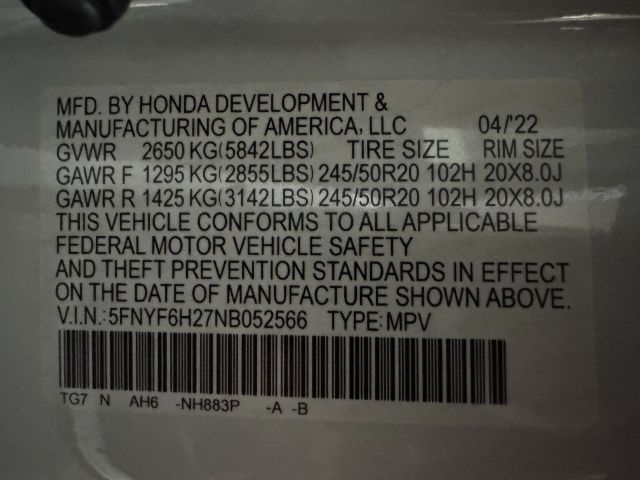 MFD. BY HONDA DEVELOPMENT &
MANUFACTURING OF AMERICA, LLC 04/'22
GVWR 2650 KG(5842LBS) TIRE SIZE RIM SIZE
GAWR F 1295 KG(2855LBS) 245/50R20 102H 20X8.0J
GAWR R 1425 KG(3142LBS) 245/50R20 102H 20X8.0J
THIS VEHICLE CONFORMS TO ALL APPLICABLE
FEDERAL MOTOR VEHICLE SAFETY
AND THEFT PREVENTION STANDARDS IN EFFECT
ON THE DATE OF MANUFACTURE SHOWN ABOVE.
V.I.N.:5FNYF6H27NB052566 TYPE:MPV
TG7 N AH6 -NH883P -A -B